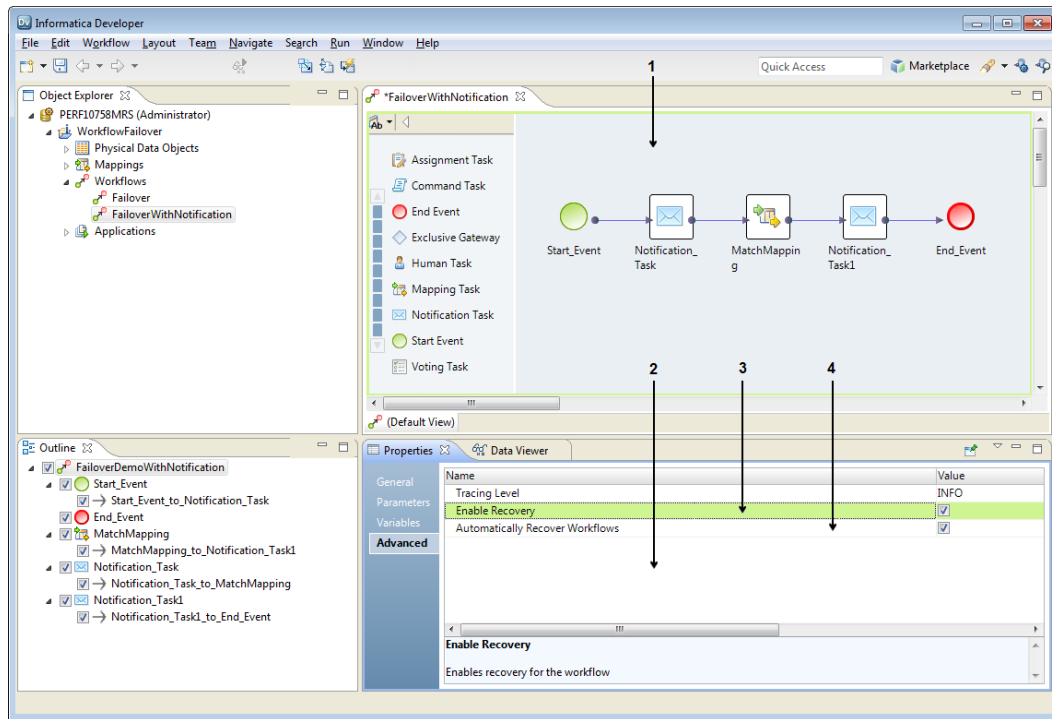 Informatica Developer
File Edit Workflow Layout Team Navigate Search Run Window Help
1
Quick Access
Marketplace
Object Explorer
PERF10758MRS (Administrator)
WorkflowFailover
Physical Data Objects
Mappings
Workflows
Failover
FailoverWithNotification
Applications
*FailoverWithNotification
Ab
Assignment Task
Command Task
End Event
Exclusive Gateway
Human Task
Mapping Task
Notification Task
Start Event
Voting Task
Start_Event
Notification_
Task
MatchMappin
g
Notification_
Task1
End_Event
2
3
4
(Default View)
Outline
FailoverDemoWithNotification
Start_Event
Start_Event_to_Notification_Task
End_Event
MatchMapping
MatchMapping_to_Notification_Task1
Notification_Task
Notification_Task_to_MatchMapping
Notification_Task1
Notification_Task1_to_End_Event
Properties
Data Viewer
General
Parameters
Variables
Advanced
Name Value
Tracing Level INFO
Enable Recovery
Automatically Recover Workflows
Enable Recovery
Enables recovery for the workflow